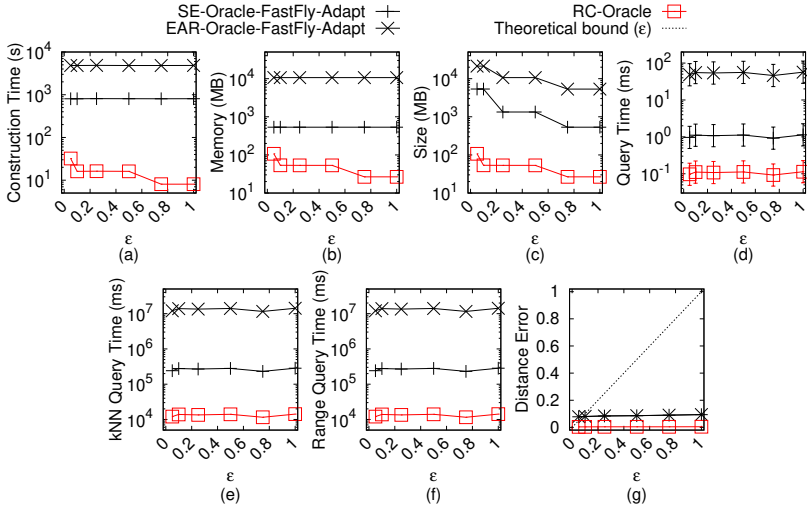 SE-Oracle-FastFly-Adapt
EAR-Oracle-FastFly-Adapt
RC-Oracle
Theoretical bound (ε)
Construction Time (s)
10^4
10^3
10^2
10^1
0 0.2 0.4 0.6 0.8 1
ε
(a)
Memory (MB)
10^4
10^3
10^2
10^1
0 0.2 0.4 0.6 0.8 1
ε
(b)
Size (MB)
10^4
10^3
10^2
10^1
0 0.2 0.4 0.6 0.8 1
ε
(c)
Query Time (ms)
10^2
10^1
10^0
10^-1
0 0.2 0.4 0.6 0.8 1
ε
(d)
kNN Query Time (ms)
10^7
10^6
10^5
10^4
0 0.2 0.4 0.6 0.8 1
ε
(e)
Range Query Time (ms)
10^7
10^6
10^5
10^4
0 0.2 0.4 0.6 0.8 1
ε
(f)
Distance Error
1
0.8
0.6
0.4
0.2
0
0 0.2 0.4 0.6 0.8 1
ε
(g)